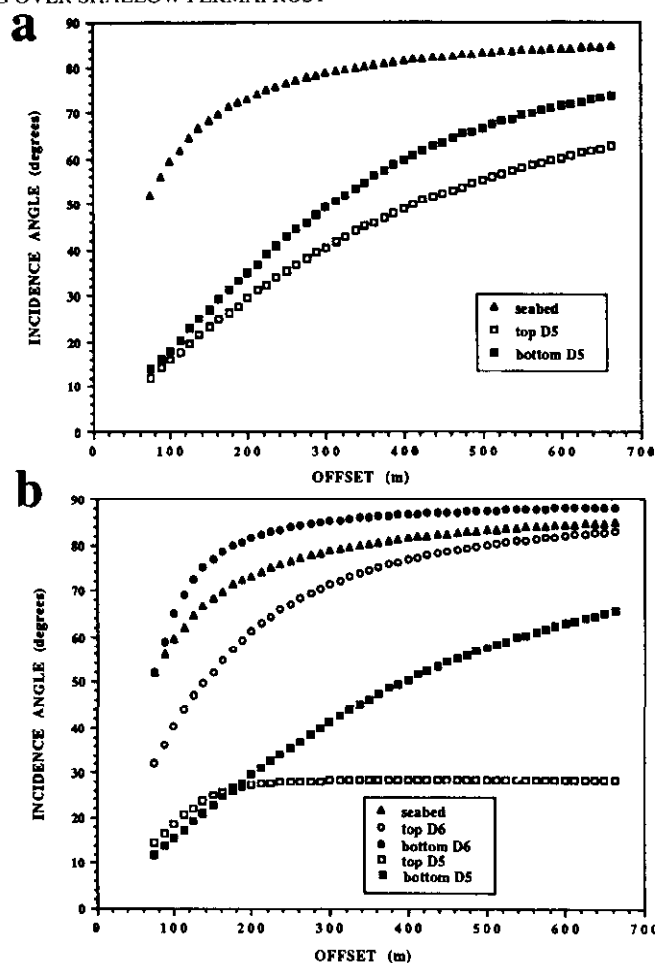 OVER SHALLOW PERMAFROST
a
90
80
70
60
50
40
30
20
10
0
INCIDENCE ANGLE (degrees)
seabed
top D5
bottom D5
0 100 200 300 400 500 600 700
OFFSET (m)
b
90
80
70
60
50
40
30
20
10
0
INCIDENCE ANGLE (degrees)
seabed
top D6
bottom D6
top D5
bottom D5
0 100 200 300 400 500 600 700
OFFSET (m)